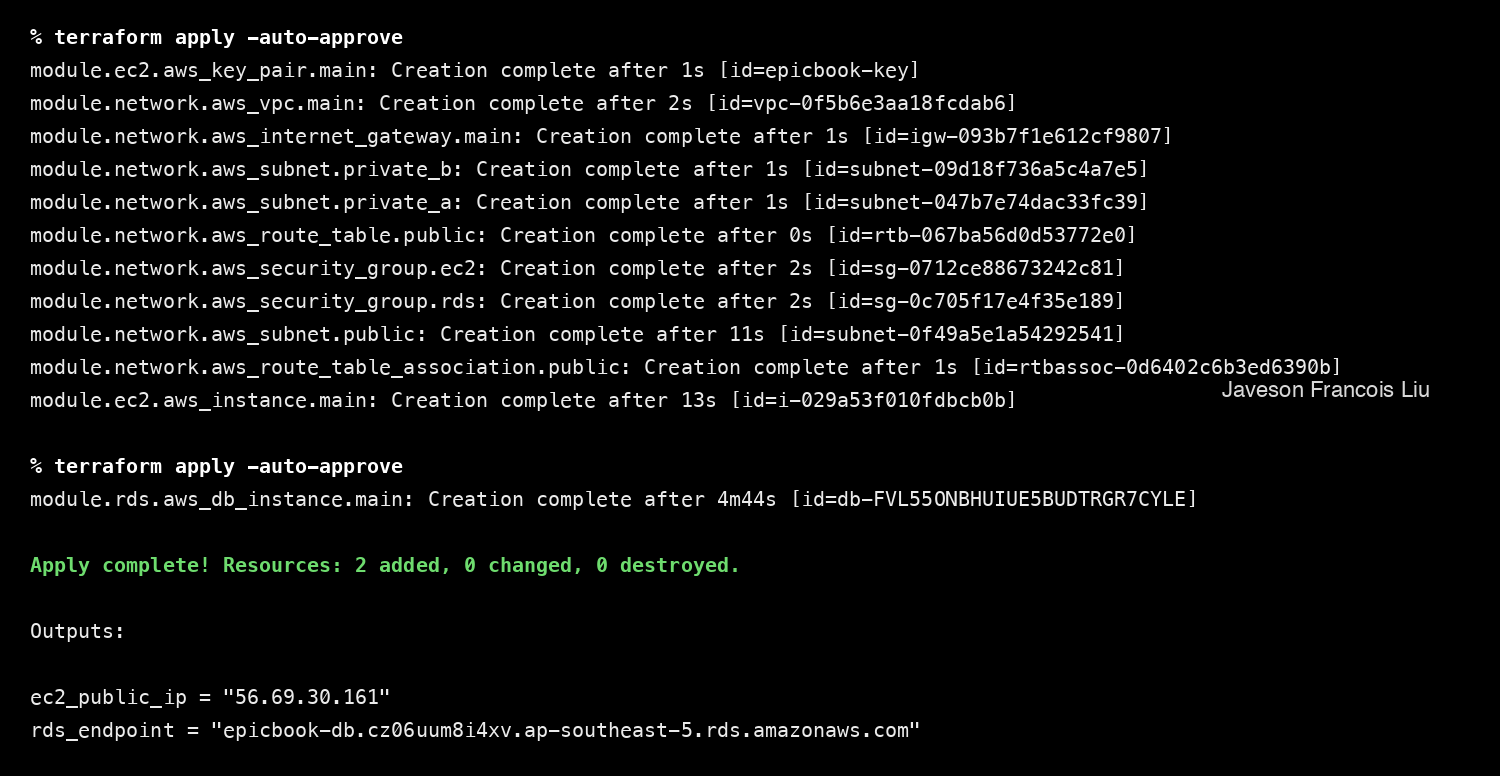 % terraform apply -auto-approve
module.ec2.aws_key_pair.main: Creation complete after 1s [id=epicbook-key]
module.network.aws_vpc.main: Creation complete after 2s [id=vpc-0f5b6e3aa18fcdab6]
module.network.aws_internet_gateway.main: Creation complete after 1s [id=igw-093b7f1e612cf9807]
module.network.aws_subnet.private_b: Creation complete after 1s [id=subnet-09d18f736a5c4a7e5]
module.network.aws_subnet.private_a: Creation complete after 1s [id=subnet-047b7e74dac33fc39]
module.network.aws_route_table.public: Creation complete after 0s [id=rtb-067ba56d0d53772e0]
module.network.aws_security_group.ec2: Creation complete after 2s [id=sg-0712ce88673242c81]
module.network.aws_security_group.rds: Creation complete after 2s [id=sg-0c705f17e4f35e189]
module.network.aws_subnet.public: Creation complete after 11s [id=subnet-0f49a5e1a54292541]
module.network.aws_route_table_association.public: Creation complete after 1s [id=rtbassoc-0d6402c6b3ed6390b]
Javeson Francois Liu
module.ec2.aws_instance.main: Creation complete after 13s [id=i-029a53f010fdbcb0b]
% terraform apply -auto-approve
module.rds.aws_db_instance.main: Creation complete after 4m44s [id=db-FVL55ONBHUIUE5BUDTRGR7CYLE]
Apply complete! Resources: 2 added, 0 changed, 0 destroyed.
Outputs:
ec2_public_ip = "56.69.30.161"
rds_endpoint = "epicbook-db.cz06uum8i4xv.ap-southeast-5.rds.amazonaws.com"